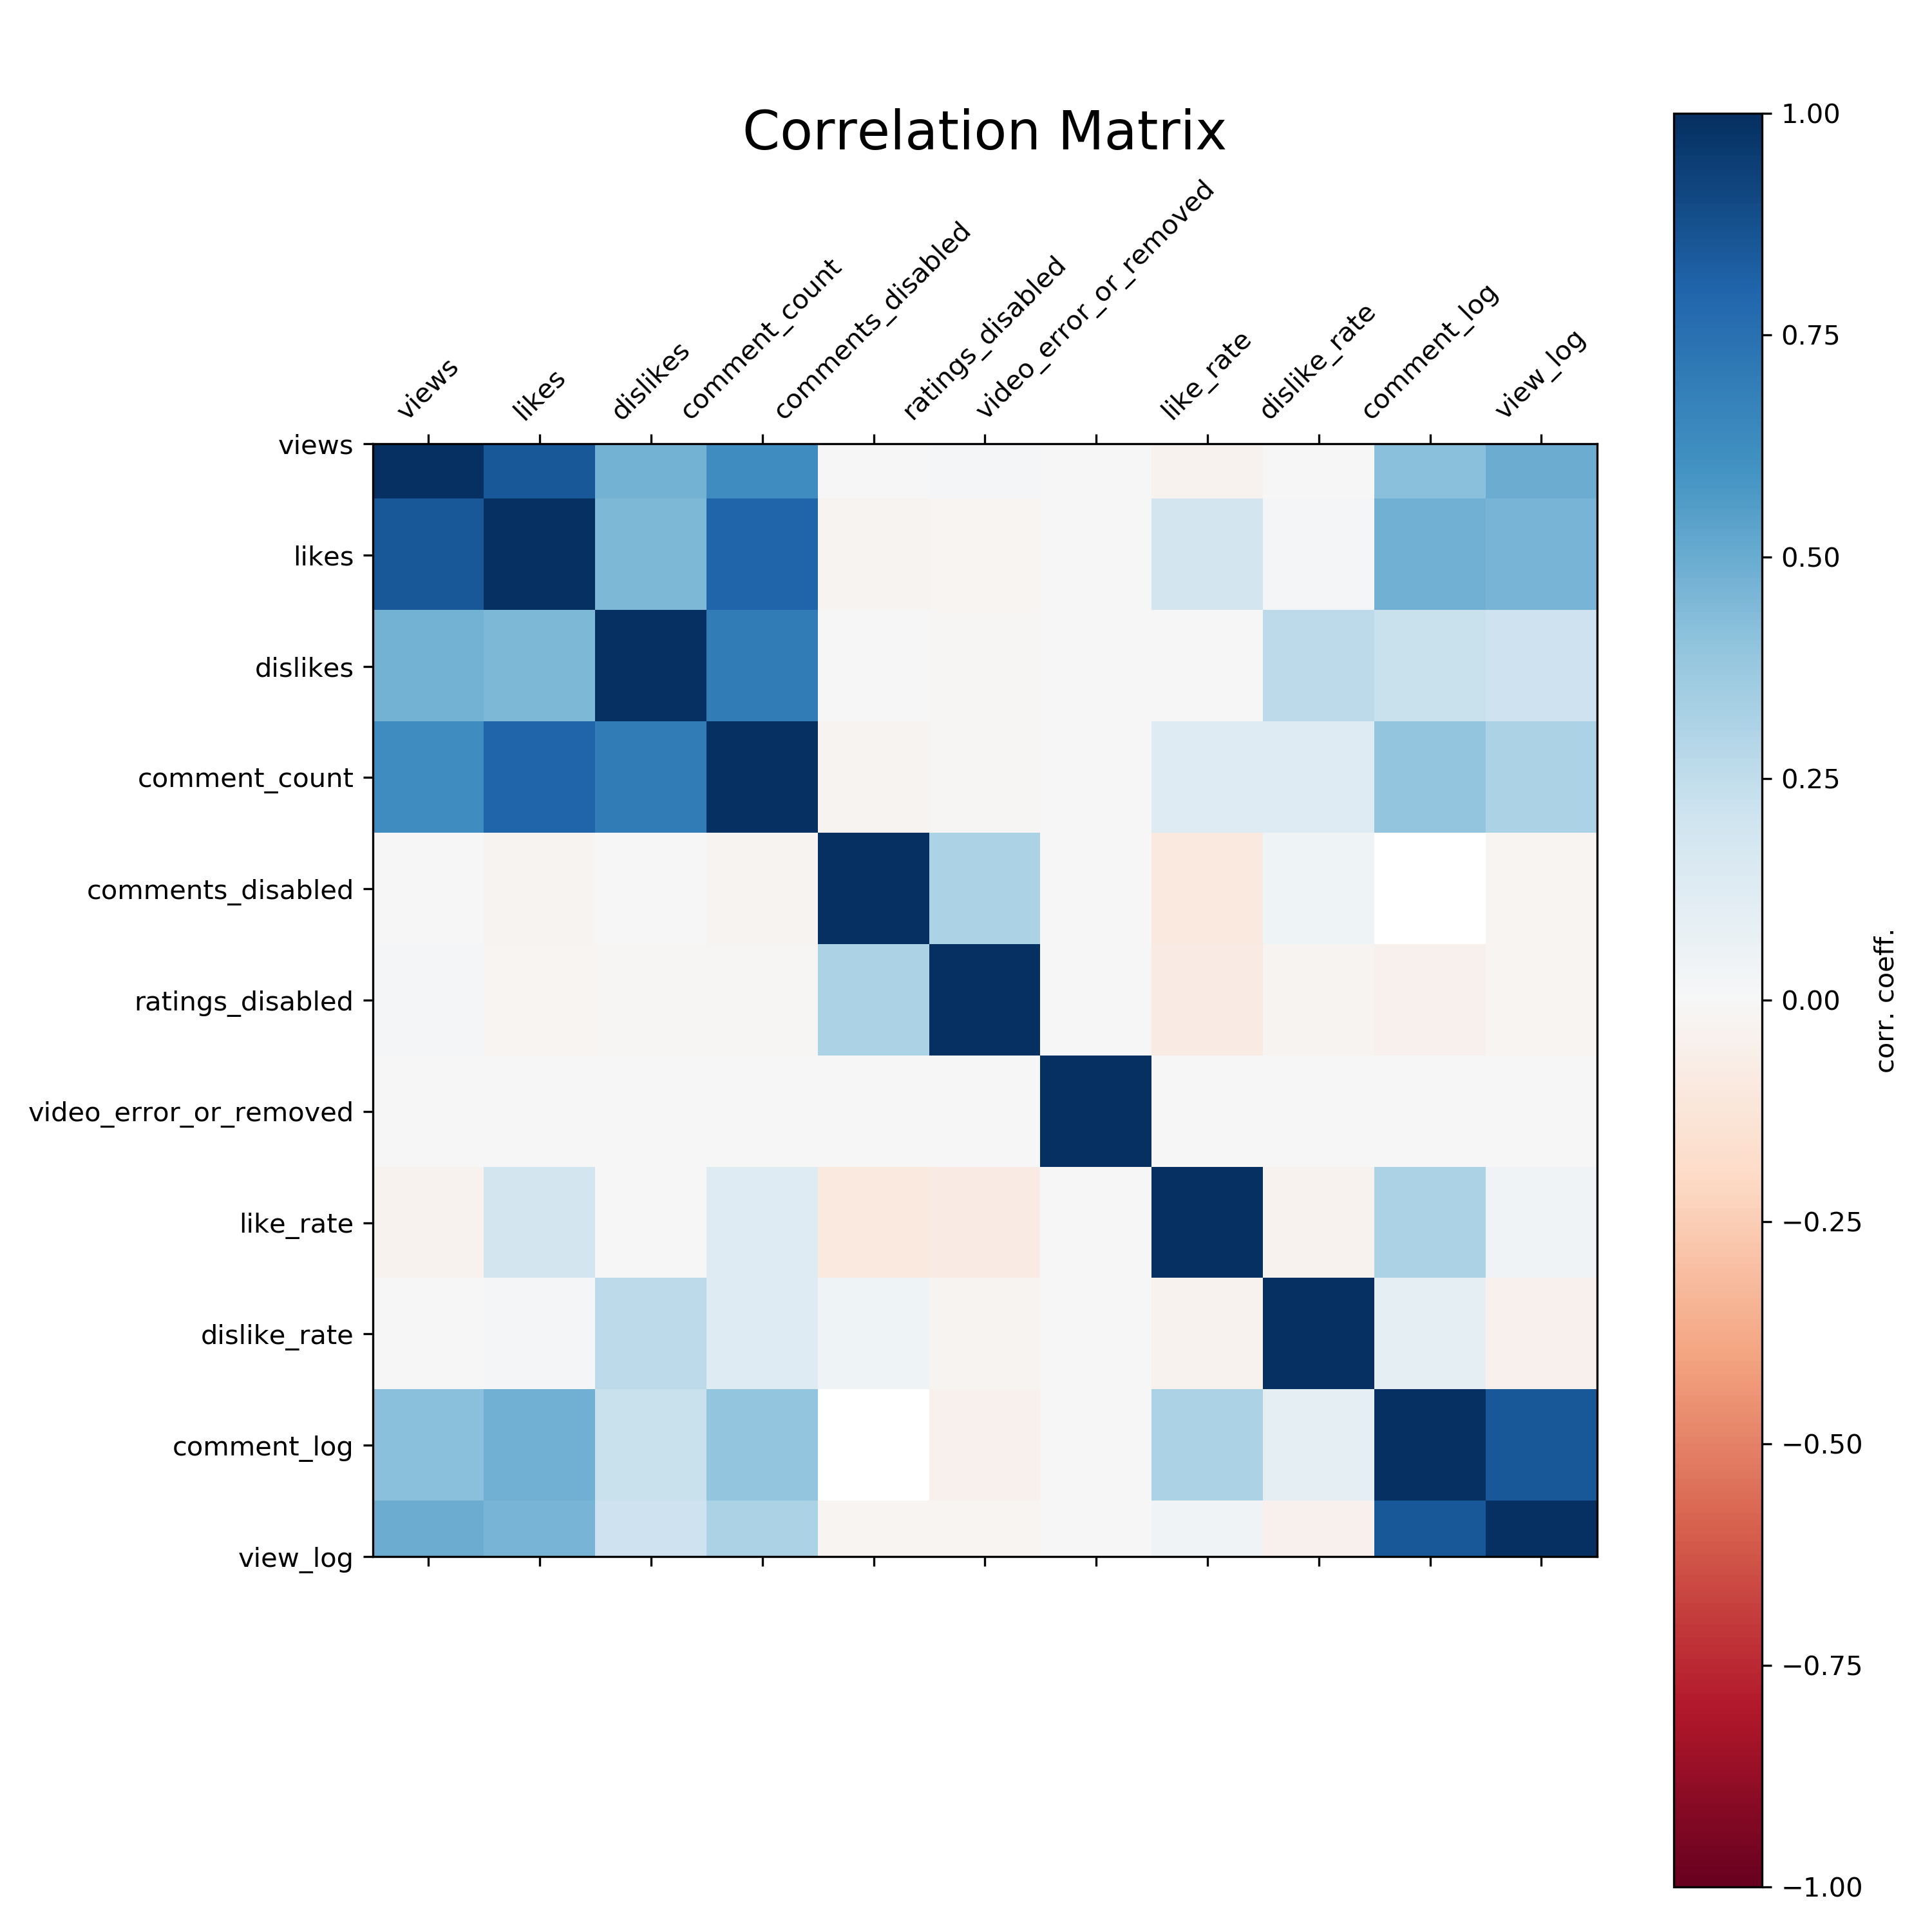 Correlation Matrix
views
likes
dislikes
comment_count
comments_disabled
ratings_disabled
video_error_or_removed
like_rate
dislike_rate
comment_log
view_log
views
likes
dislikes
comment_count
comments_disabled
ratings_disabled
video_error_or_removed
like_rate
dislike_rate
comment_log
view_log
1.00
0.75
0.50
0.25
0.00
−0.25
−0.50
−0.75
−1.00
corr. coeff.